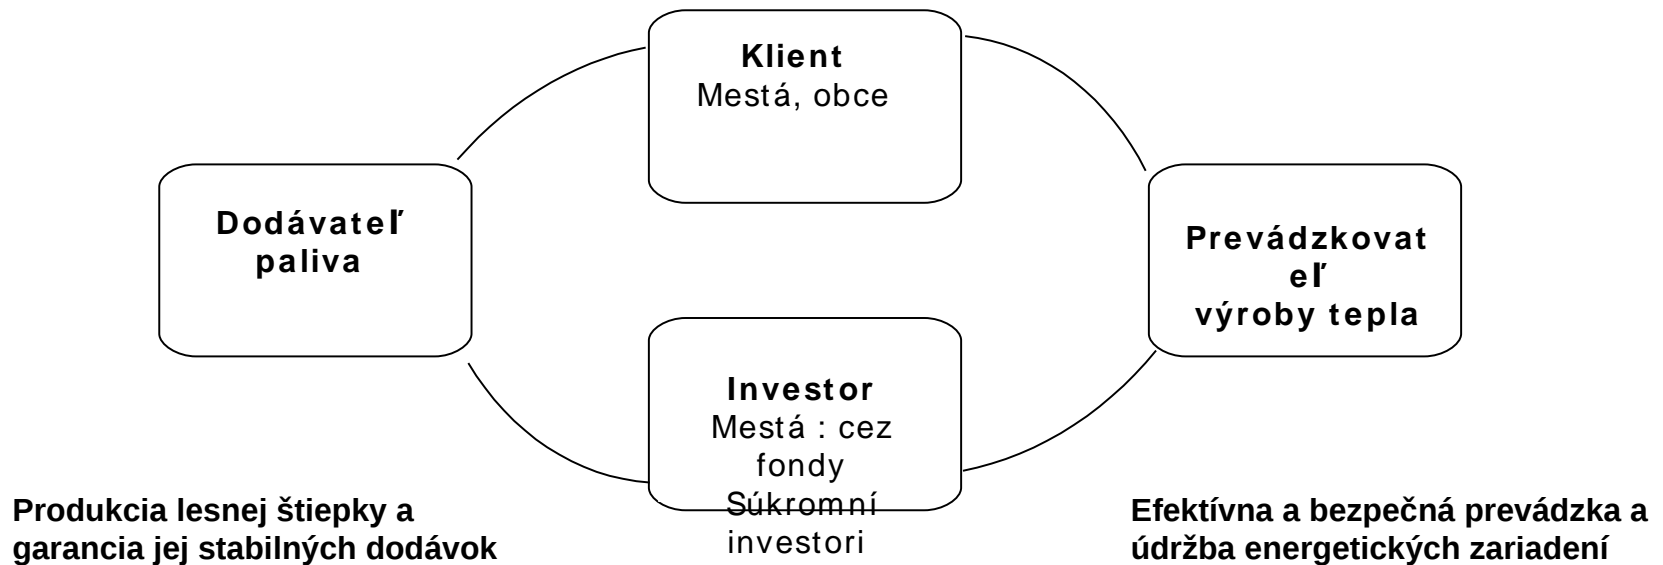 Klient
Mestá, obce
Dodávateľ
paliva
Prevádzkovat
eľ
výroby tepla
Investor
Mestá : cez
fondy
Súkromní
investori
Produkcia lesnej štiepky a
garancia jej stabilných dodávok
Efektívna a bezpečná prevádzka a
údržba energetických zariadení